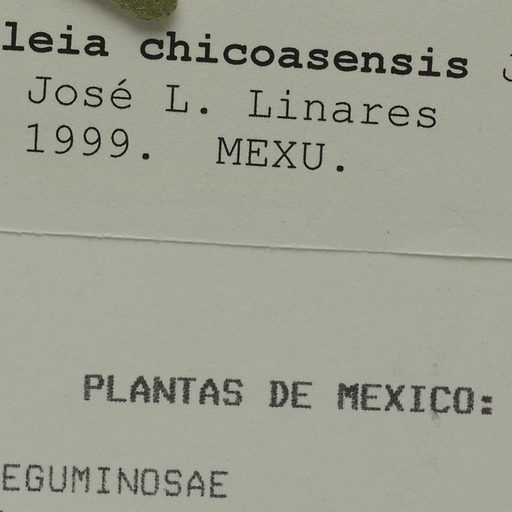 leia chicoasensis J
José L. Linares
1999. MEXU.
PLANTAS DE MEXICO:
EGUMINOSAE